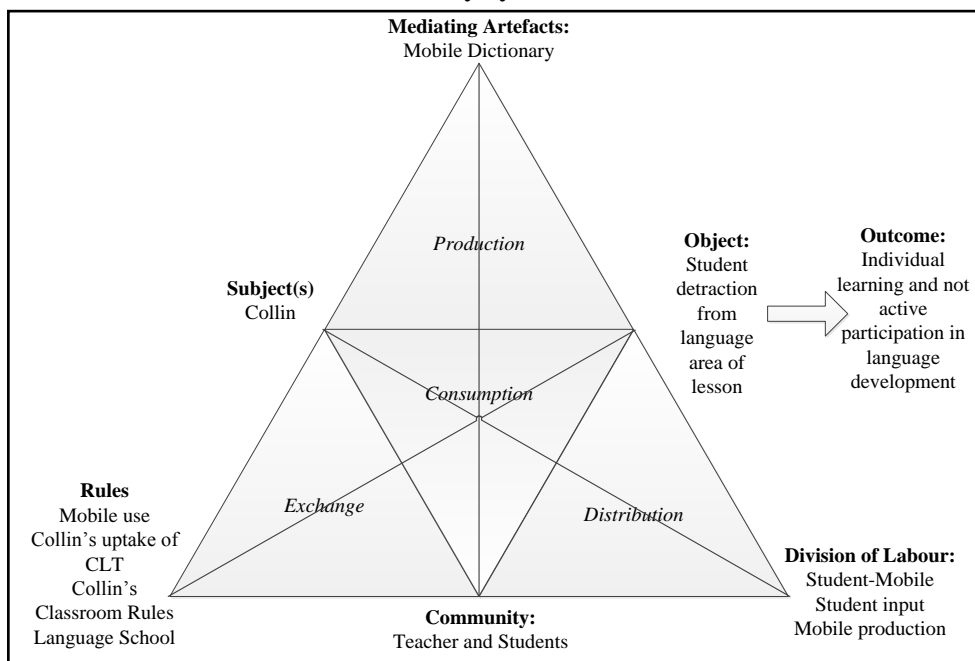 Mediating Artefacts:
Mobile Dictionary
Production
Subject(s)
Collin
Object:
Student
detraction
from
language
area of
lesson
Outcome:
Individual
learning and not
active
participation in
language
development
Consumption
Exchange
Distribution
Rules
Mobile use
Collin’s uptake of
CLT
Collin’s
Classroom Rules
Language School
Community:
Teacher and Students
Division of Labour:
Student-Mobile
Student input
Mobile production